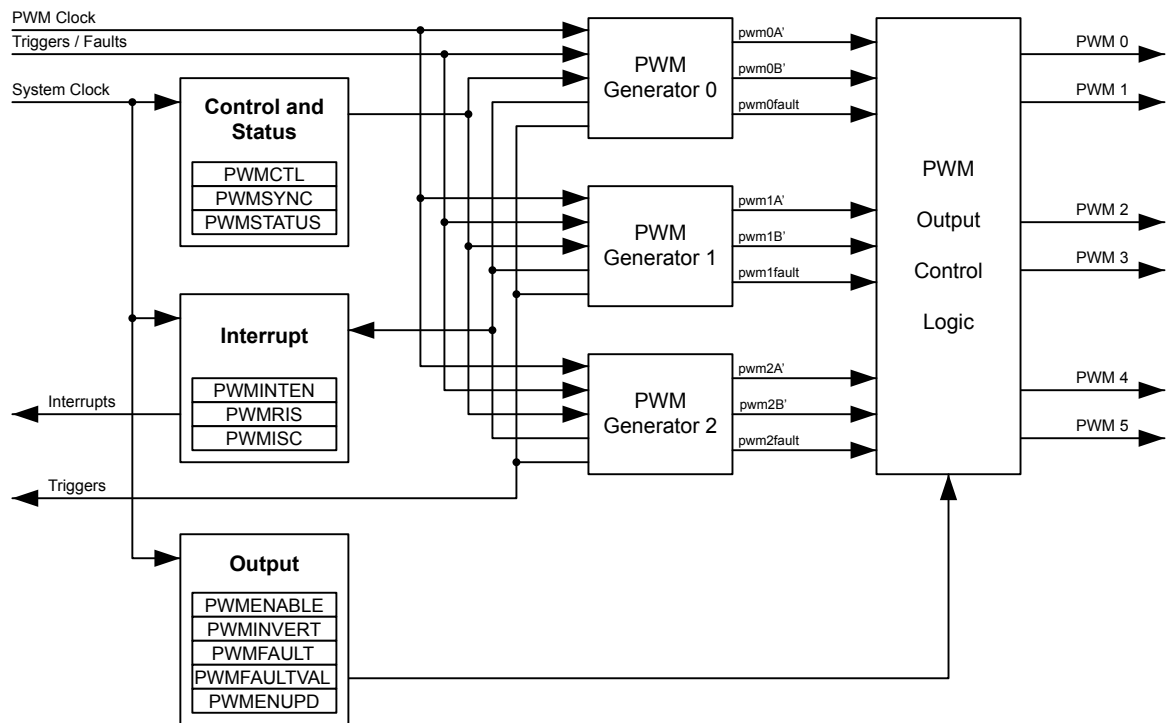 PWM Clock
Triggers / Faults
System Clock
Control and
Status
PWMCTL
PWMSYNC
PWMSTATUS
Interrupt
PWMINTEN
PWMRIS
PWMISC
Interrupts
Triggers
Output
PWMENABLE
PWMINVERT
PWMFAULT
PWMFAULTVAL
PWMENUPD
PWM
Generator 0
pwm0A'
pwm0B'
pwm0fault
PWM
Generator 1
pwm1A'
pwm1B'
pwm1fault
PWM
Generator 2
pwm2A'
pwm2B'
pwm2fault
PWM
Output
Control
Logic
PWM 0
PWM 1
PWM 2
PWM 3
PWM 4
PWM 5